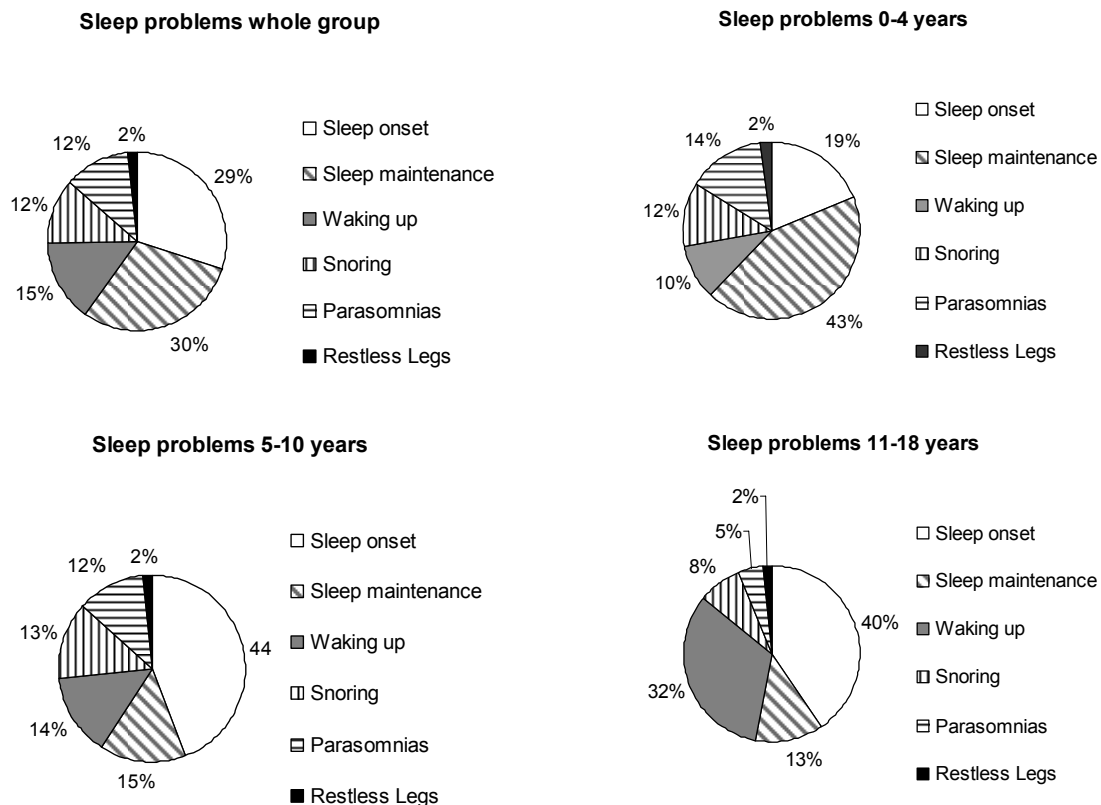 Sleep problems whole group
12%
2%
29%
12%
15%
30%
Sleep onset
Sleep maintenance
Waking up
Snoring
Parasomnias
Restless Legs
Sleep problems 0-4 years
14%
2%
19%
12%
10%
43%
Sleep onset
Sleep maintenance
Waking up
Snoring
Parasomnias
Restless Legs
Sleep problems 5-10 years
12%
2%
13%
44
14%
15%
Sleep onset
Sleep maintenance
Waking up
Snoring
Parasomnias
Restless Legs
Sleep problems 11-18 years
2%
5%
8%
40%
32%
13%
Sleep onset
Sleep maintenance
Waking up
Snoring
Parasomnias
Restless Legs